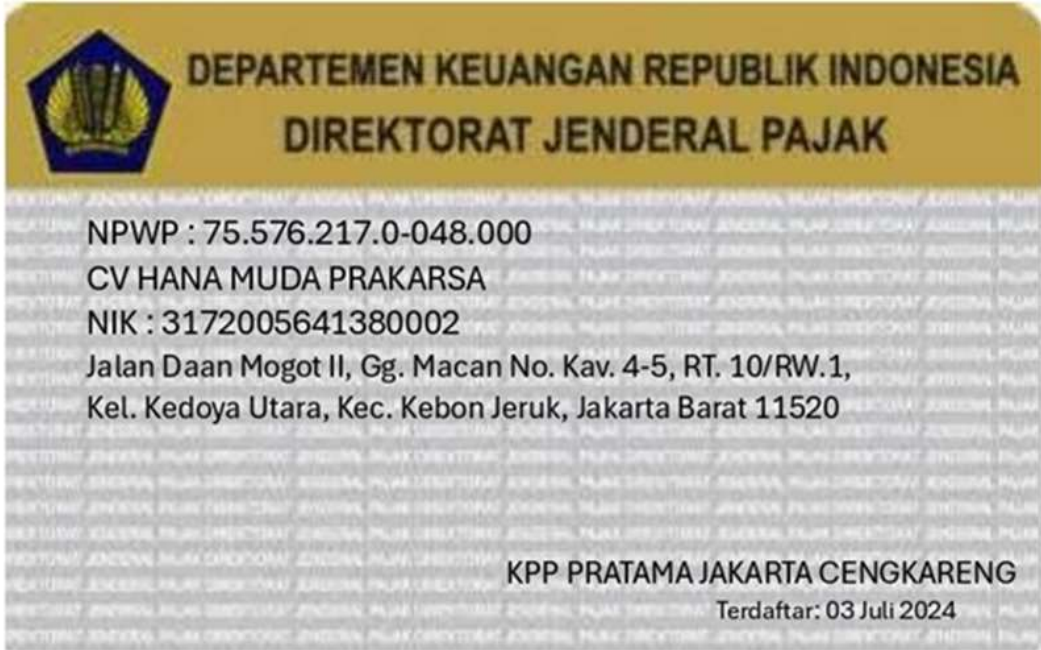 DEPARTEMEN KEUANGAN REPUBLIK INDONESIA
DIREKTORAT JENDERAL PAJAK
NPWP : 75.576.217.0-048.000
CV HANA MUDA PRAKARSA
NIK : 3172005641380002
Jalan Daan Mogot II, Gg. Macan No. Kav. 4-5, RT. 10/RW.1,
Kel. Kedoya Utara, Kec. Kebon Jeruk, Jakarta Barat 11520
KPP PRATAMA JAKARTA CENGKARENG
Terdaftar: 03 Juli 2024